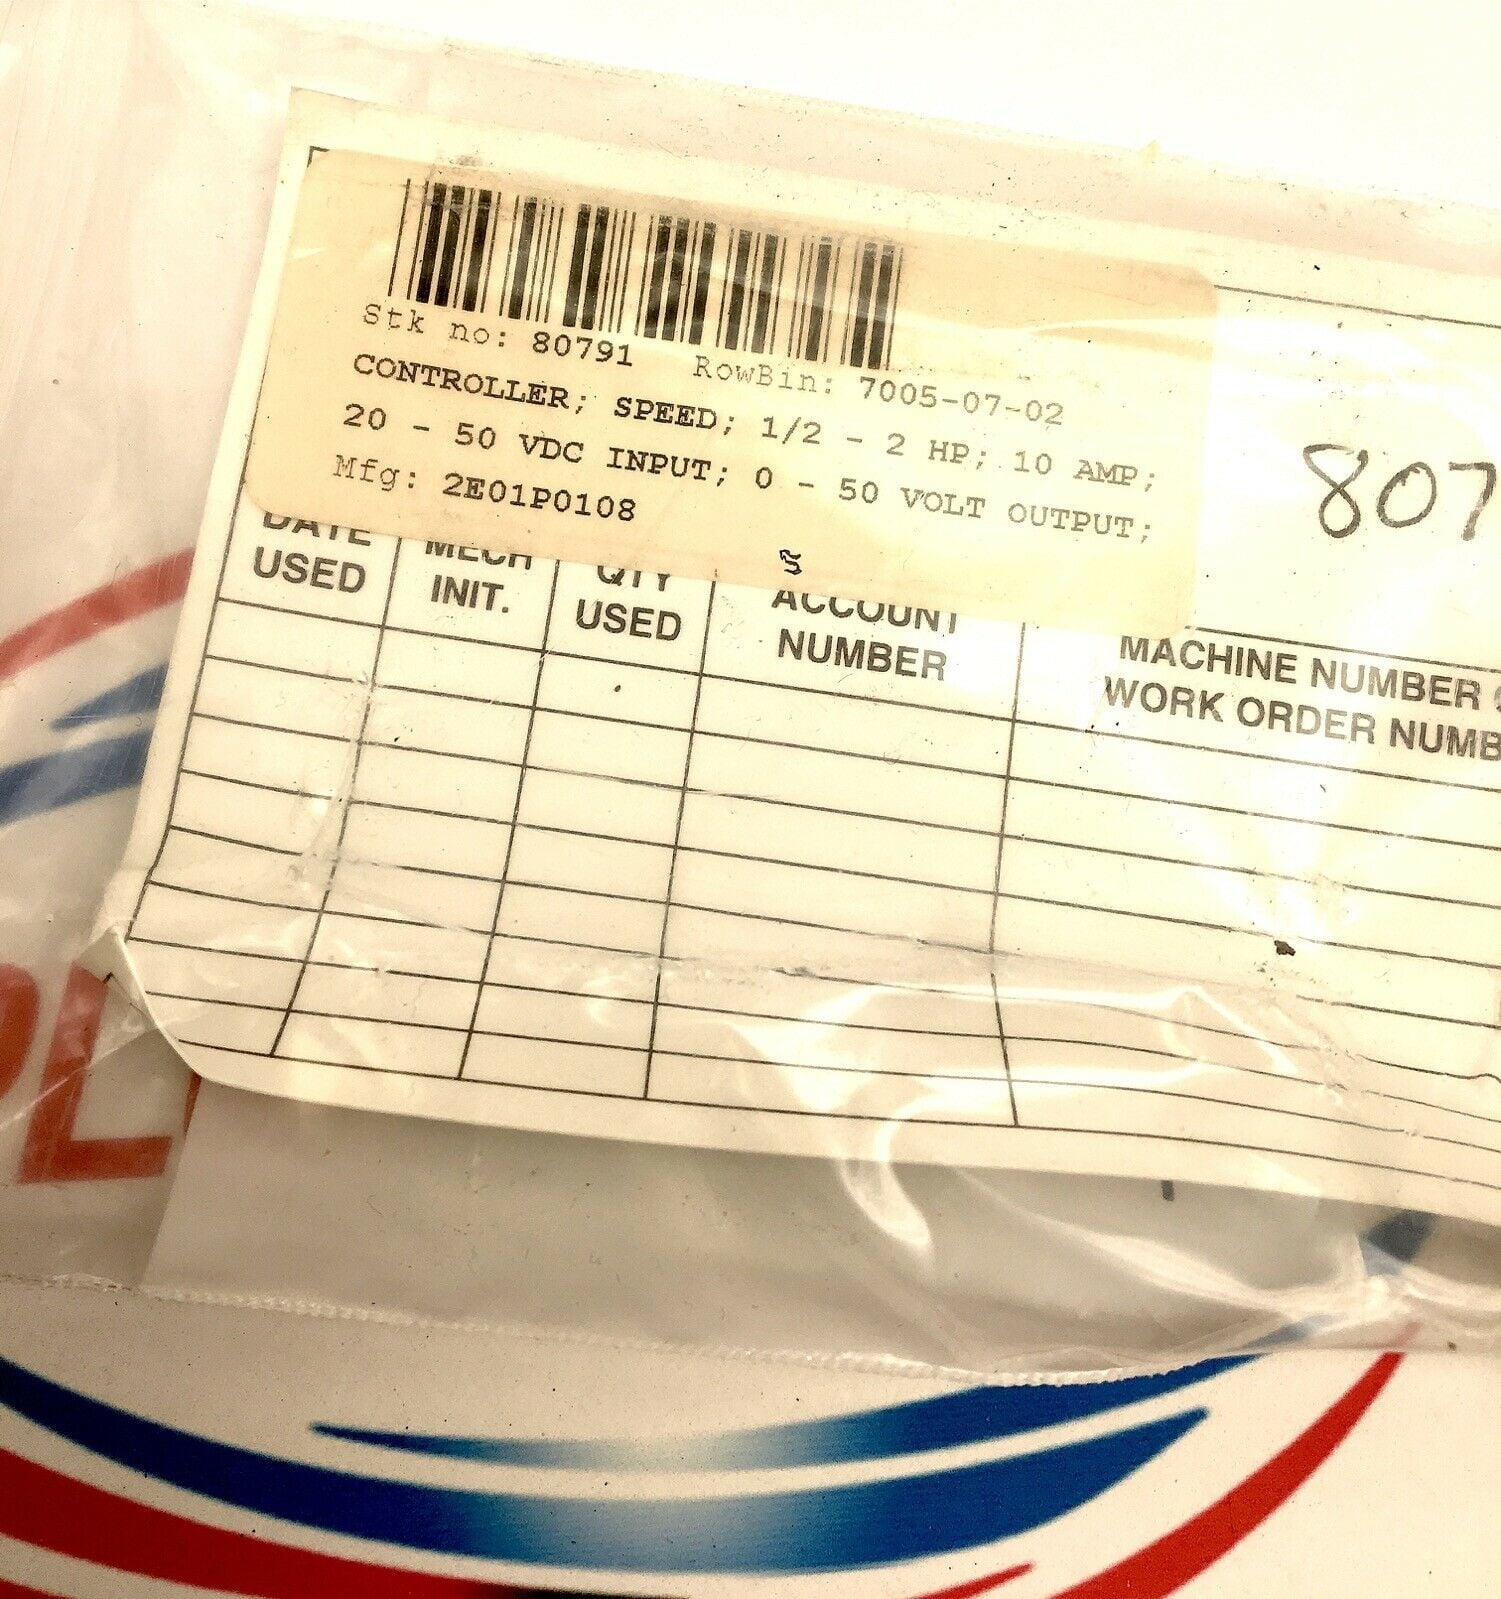 Stk no: 80791 RowBin: 7005-07-02
CONTROLLER; SPEED; 1/2 - 2 HP; 10 AMP;
20 - 50 VDC INPUT; 0 - 50 VOLT OUTPUT;
Mfg: 2E01P0108
807
DATE USED
MECH INIT.
QTY USED
ACCOUNT NUMBER
MACHINE NUMBER
WORK ORDER NUMB
PL